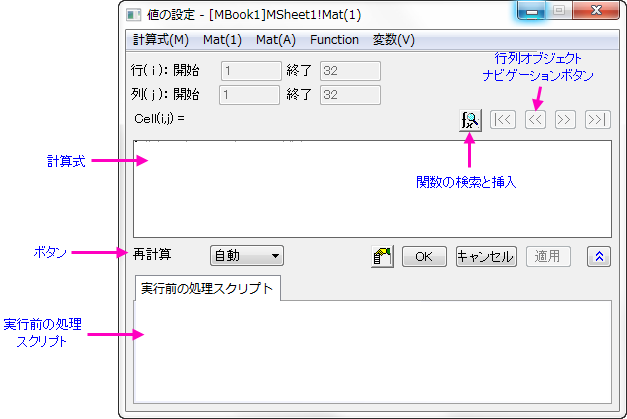 値の設定 - [MBook1]MSheet1!Mat(1)
計算式(M) Mat(1) Mat(A) Function 変数(V)
行(i): 開始 1 終了 32
列(j): 開始 1 終了 32
Cell(i,j) =
行列オブジェクト
ナビゲーションボタン
|<< << >> >>|
関数の検索と挿入
計算式
ボタン
再計算 自動 OK キャンセル 適用
実行前の処理スクリプト
実行前の処理
スクリプト